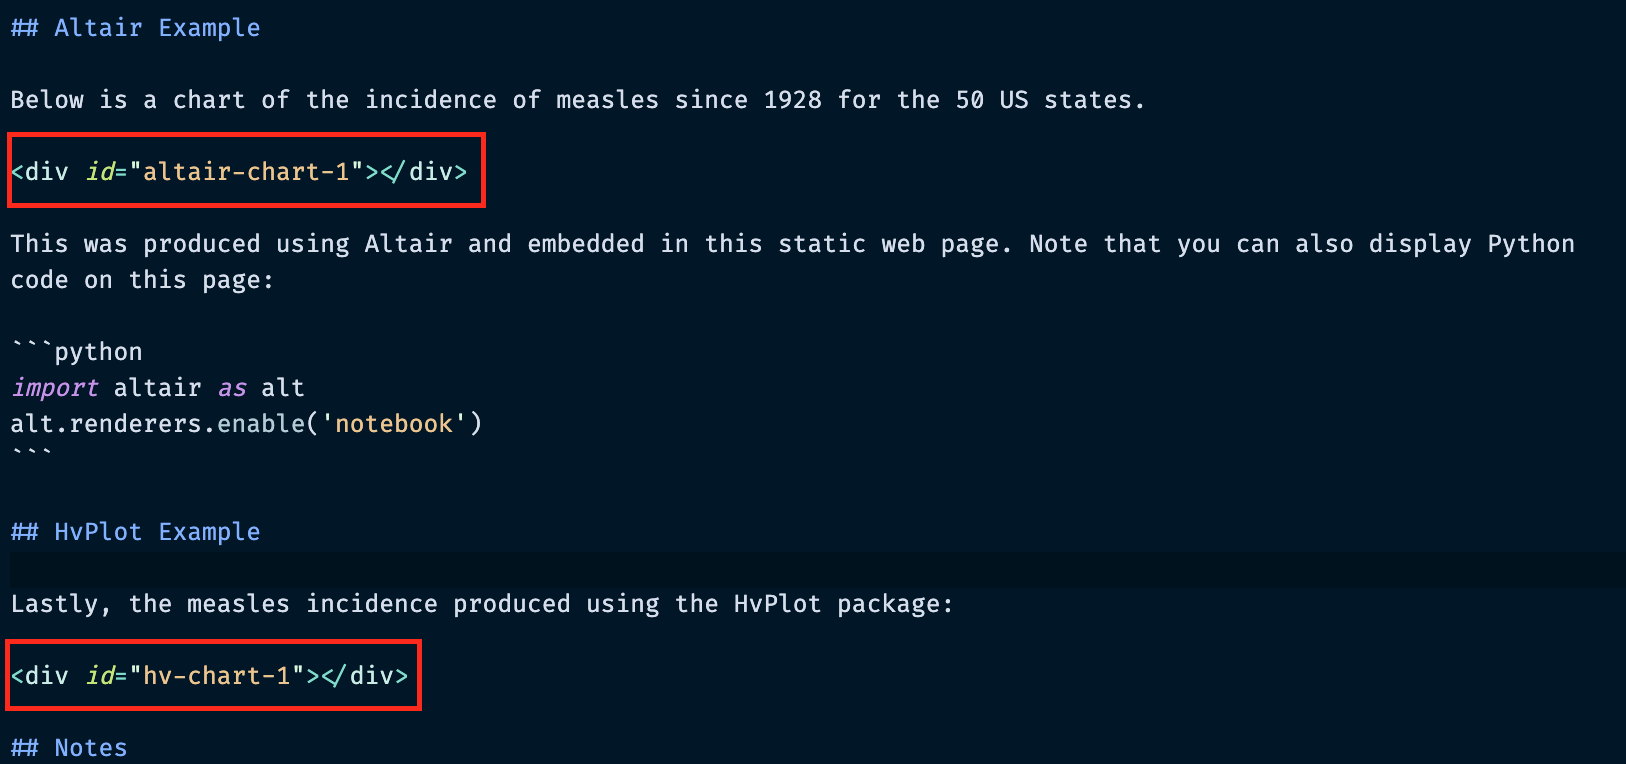 ## Altair Example
Below is a chart of the incidence of measles since 1928 for the 50 US states.
<div id="altair-chart-1"></div>
This was produced using Altair and embedded in this static web page. Note that you can also display Python
code on this page:
```python
import altair as alt
alt.renderers.enable('notebook')
```
## HvPlot Example
Lastly, the measles incidence produced using the HvPlot package:
<div id="hv-chart-1"></div>
## Notes